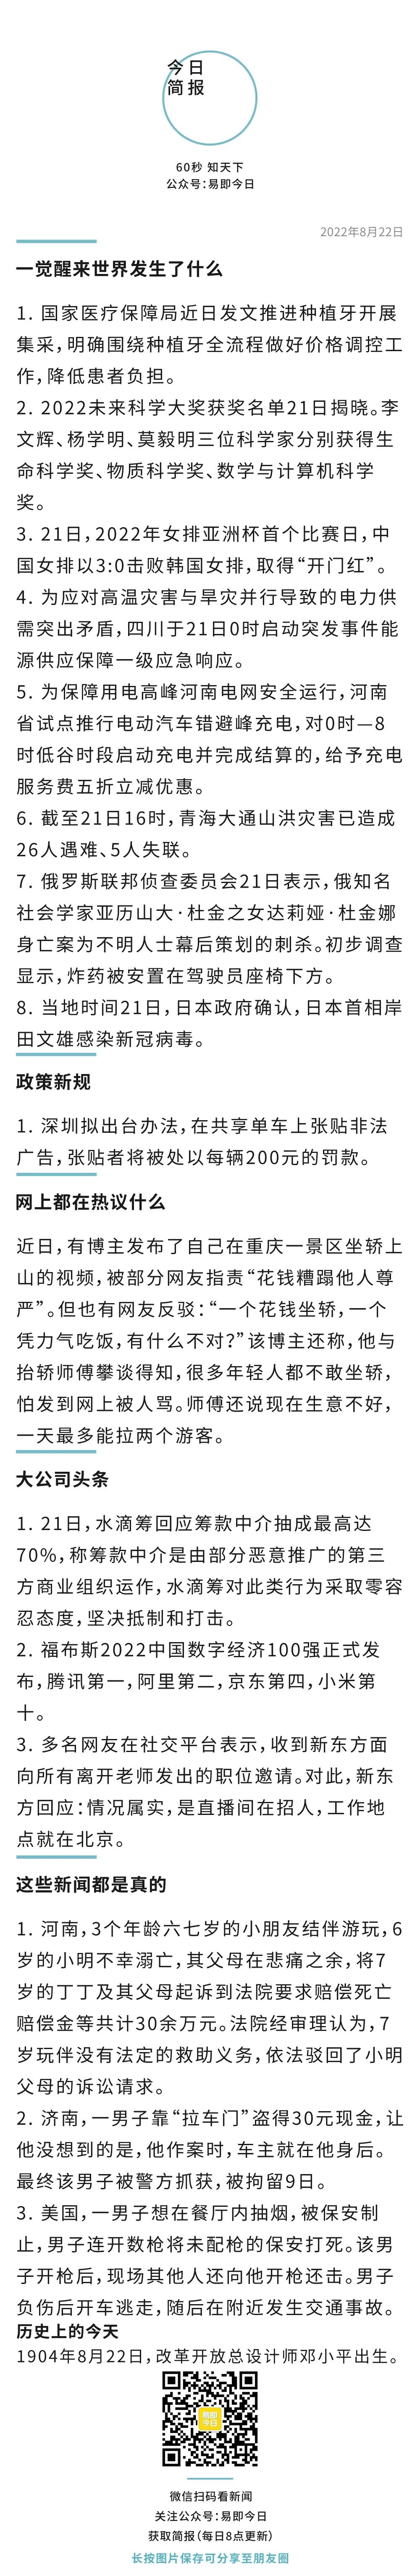 今日
简报
60秒 知天下
公众号：易即今日
2022年8月22日
一觉醒来世界发生了什么
1. 国家医疗保障局近日发文推进种植牙开展
集采，明确围绕种植牙全流程做好价格调控工
作，降低患者负担。
2. 2022未来科学大奖获奖名单21日揭晓。李
文辉、杨学明、莫毅明三位科学家分别获得生
命科学奖、物质科学奖、数学与计算机科学
奖。
3. 21日，2022年女排亚洲杯首个比赛日，中
国女排以3:0击败韩国女排，取得“开门红”。
4. 为应对高温灾害与旱灾并行导致的电力供
需突出矛盾，四川于21日0时启动突发事件能
源供应保障一级应急响应。
5. 为保障用电高峰河南电网安全运行，河南
省试点推行电动汽车错避峰充电，对0时—8
时低谷时段启动充电并完成结算的，给予充电
服务费五折立减优惠。
6. 截至21日16时，青海大通山洪灾害已造成
26人遇难、5人失联。
7. 俄罗斯联邦侦查委员会21日表示，俄知名
社会学家亚历山大·杜金之女达莉娅·杜金娜
身亡案为不明人士幕后策划的刺杀。初步调查
显示，炸药被安置在驾驶员座椅下方。
8. 当地时间21日，日本政府确认，日本首相岸
田文雄感染新冠病毒。
政策新规
1. 深圳拟出台办法，在共享单车上张贴非法
广告，张贴者将被处以每辆200元的罚款。
网上都在热议什么
近日，有博主发布了自己在重庆一景区坐轿上
山的视频，被部分网友指责“花钱糟蹋他人尊
严”。但也有网友反驳：“一个花钱坐轿，一个
凭力气吃饭，有什么不对？”该博主还称，他与
抬轿师傅攀谈得知，很多年轻人都不敢坐轿，
怕发到网上被人骂。师傅还说现在生意不好，
一天最多能拉两个游客。
大公司头条
1. 21日，水滴筹回应筹款中介抽成最高达
70%，称筹款中介是由部分恶意推广的第三
方商业组织运作，水滴筹对此类行为采取零容
忍态度，坚决抵制和打击。
2. 福布斯2022中国数字经济100强正式发
布，腾讯第一，阿里第二，京东第四，小米第
十。
3. 多名网友在社交平台表示，收到新东方面
向所有离开老师发出的职位邀请。对此，新东
方回应：情况属实，是直播间在招人，工作地
点就在北京。
这些新闻都是真的
1. 河南，3个年龄六七岁的小朋友结伴游玩，6
岁的小明不幸溺亡，其父母在悲痛之余，将7
岁的丁丁及其父母起诉到法院要求赔偿死亡
赔偿金等共计30余万元。法院经审理认为，7
岁玩伴没有法定的救助义务，依法驳回了小明
父母的诉讼请求。
2. 济南，一男子靠“拉车门”盗得30元现金，让
他没想到的是，他作案时，车主就在他身后。
最终该男子被警方抓获，被拘留9日。
3. 美国，一男子想在餐厅内抽烟，被保安制
止，男子连开数枪将未配枪的保安打死。该男
子开枪后，现场其他人还向他开枪还击。男子
负伤后开车逃走，随后在附近发生交通事故。
历史上的今天
1904年8月22日，改革开放总设计师邓小平出生。
易即
今日
微信扫码看新闻
关注公众号：易即今日
获取简报（每日8点更新）
长按图片保存可分享至朋友圈